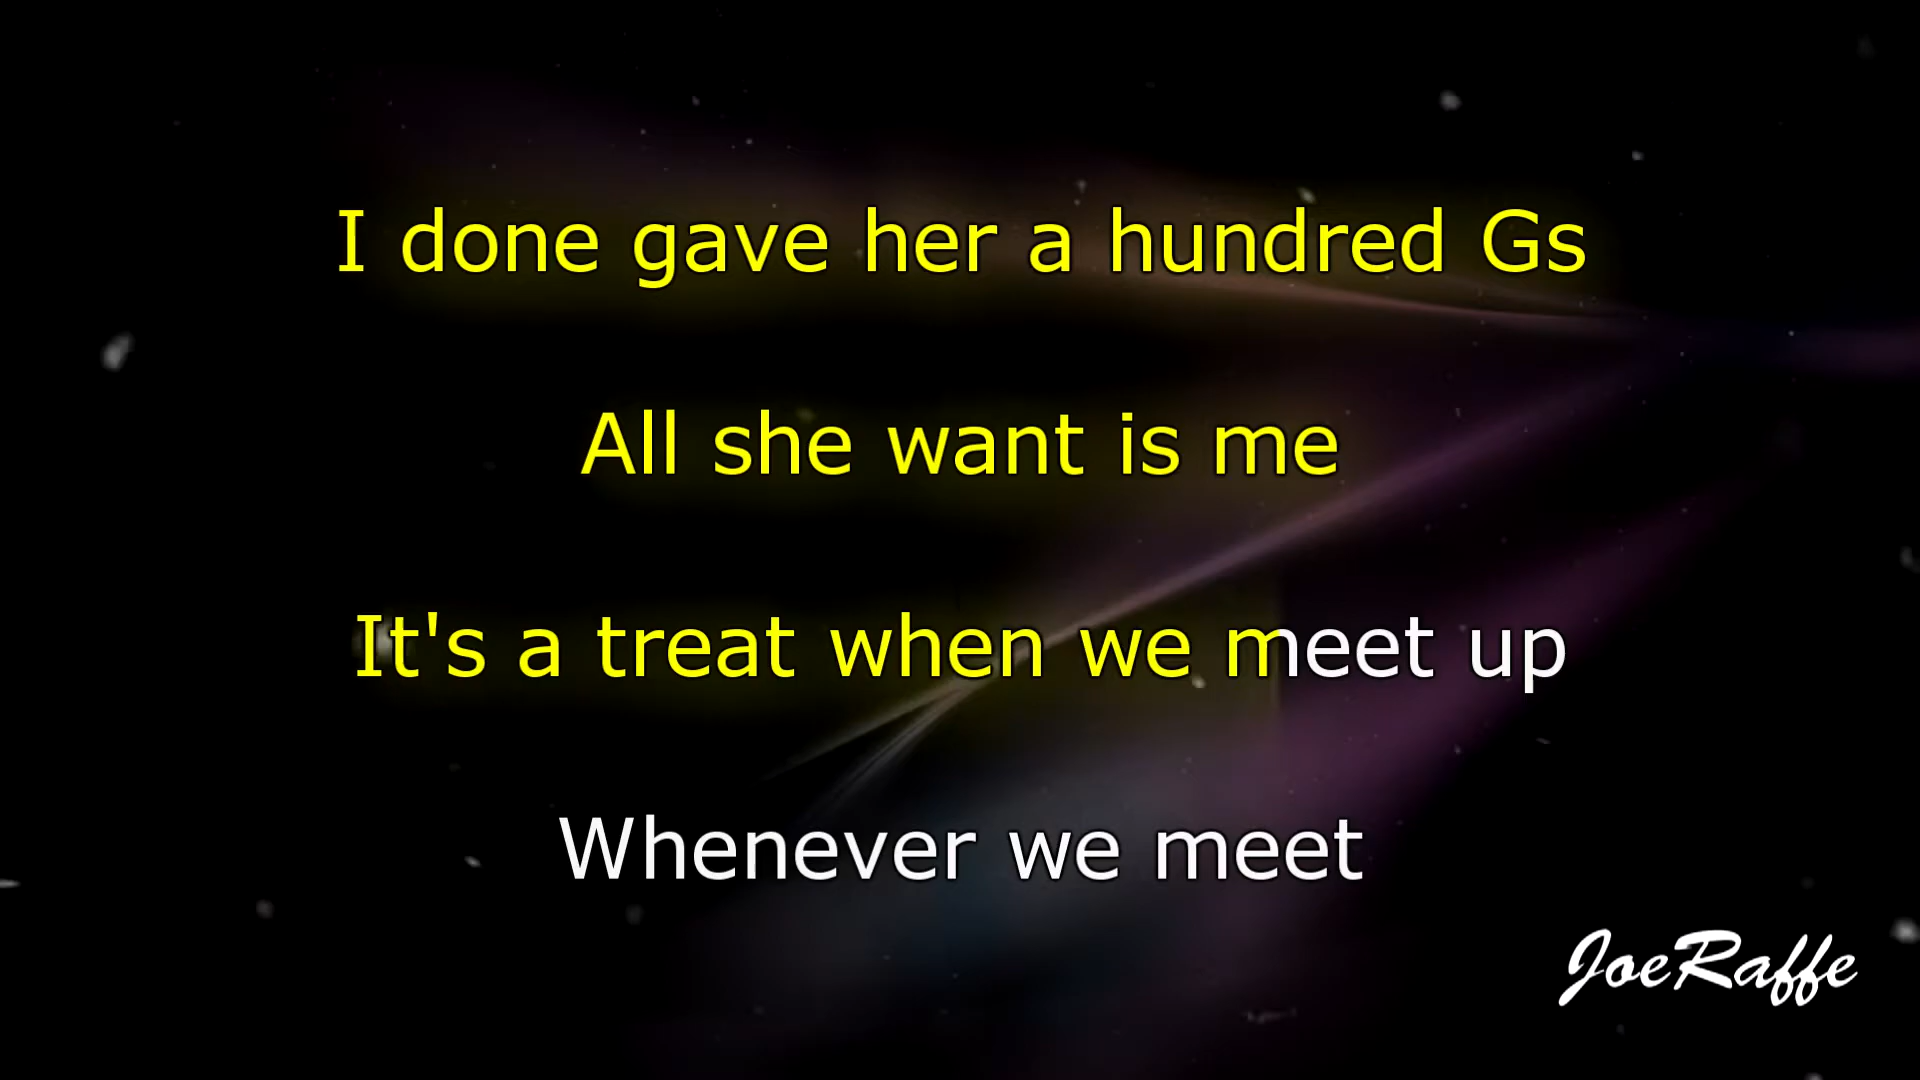 I done gave her a hundred Gs
All she want is me
It's a treat when we meet up
Whenever we meet
JoeRaffe